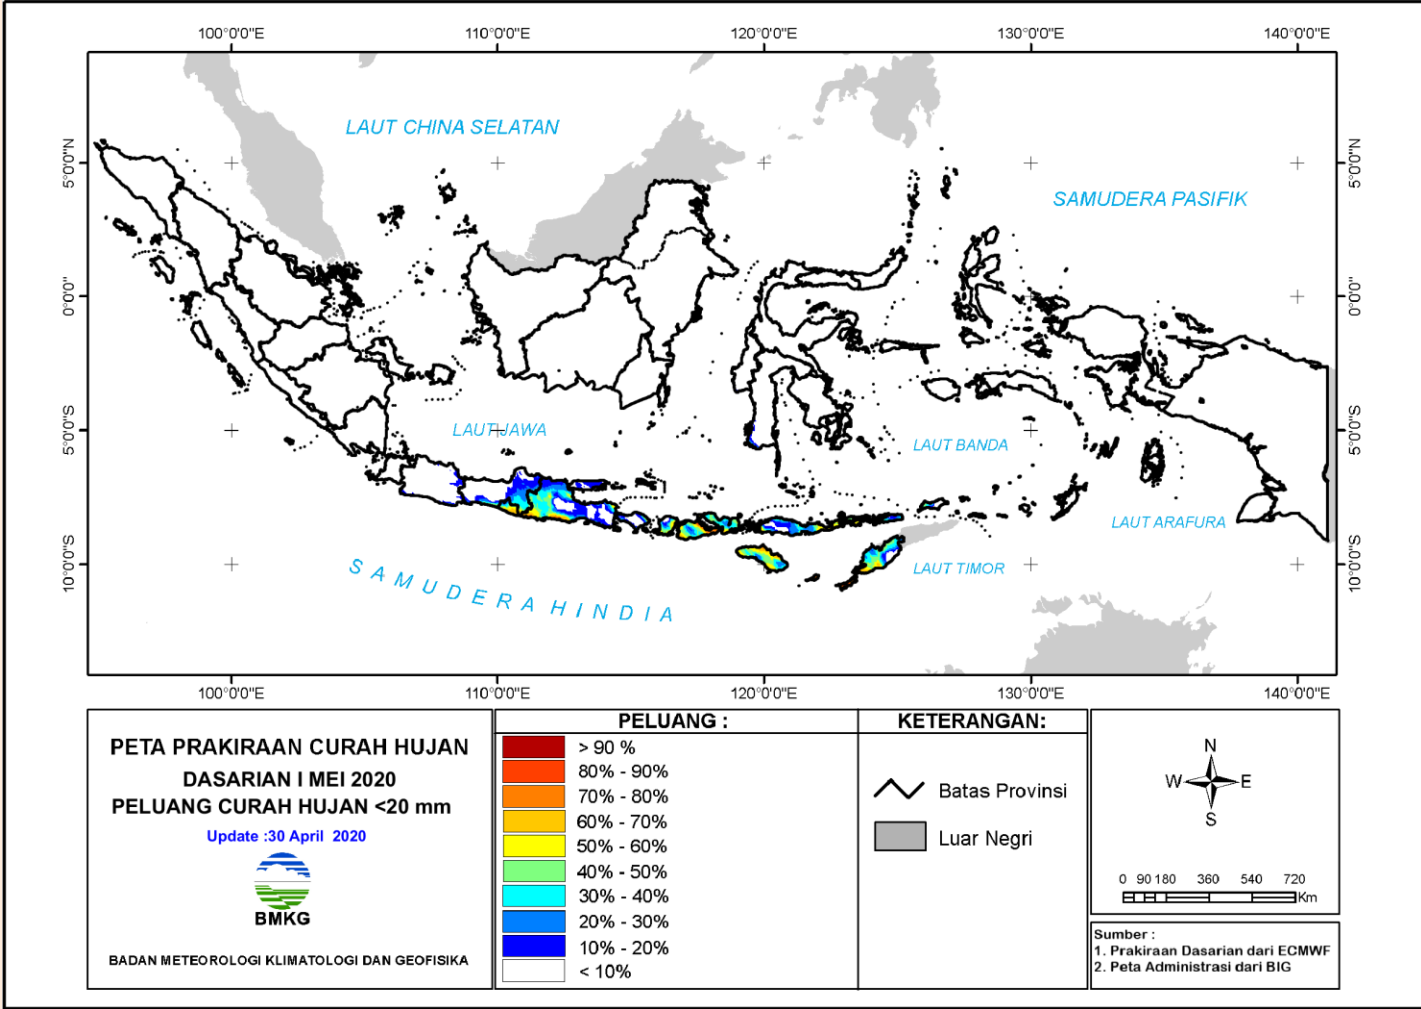 100°0'0"E 110°0'0"E 120°0'0"E 130°0'0"E 140°0'0"E
LAUT CHINA SELATAN
5°0'0"N 5°0'0"N
SAMUDERA PASIFIK
0°0'0" 0°0'0"
LAUT JAWA
LAUT BANDA
5°0'0"S 5°0'0"S
LAUT ARAFURA
LAUT TIMOR
10°0'0"S 10°0'0"S
SAMUDERA HINDIA
100°0'0"E 110°0'0"E 120°0'0"E 130°0'0"E 140°0'0"E
PETA PRAKIRAAN CURAH HUJAN
DASARIAN I MEI 2020
PELUANG CURAH HUJAN <20 mm
Update :30 April 2020
BMKG
BADAN METEOROLOGI KLIMATOLOGI DAN GEOFISIKA
PELUANG :
> 90 %
80% - 90%
70% - 80%
60% - 70%
50% - 60%
40% - 50%
30% - 40%
20% - 30%
10% - 20%
< 10%
KETERANGAN:
Batas Provinsi
Luar Negri
N
W E
S
0 90 180 360 540 720
Km
Sumber :
1. Prakiraan Dasarian dari ECMWF
2. Peta Administrasi dari BIG